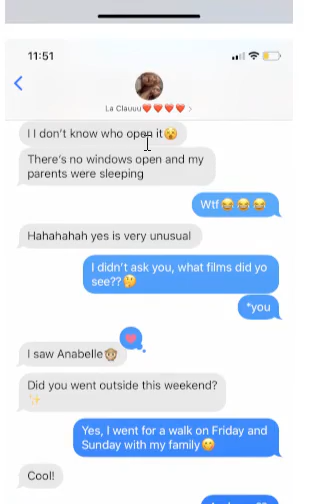 11:51
La Clauuu❤️❤️❤️❤️ >
I I don't know who open it😵
There's no windows open and my
parents were sleeping
Wtf😂😂😂
Hahahahah yes is very unusual
I didn't ask you, what films did yo
see??🤔
*you
I saw Anabelle🙊
Did you went outside this weekend?
✨
Yes, I went for a walk on Friday and
Sunday with my family😊
Cool!